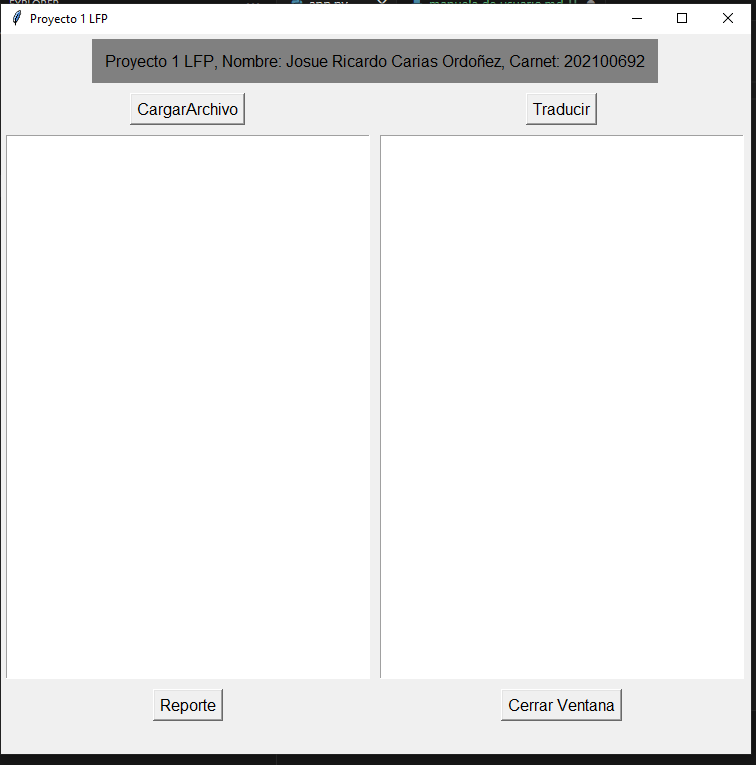 Proyecto 1 LFP
Proyecto 1 LFP, Nombre: Josue Ricardo Carias Ordoñez, Carnet: 202100692
CargarArchivo
Traducir
Reporte
Cerrar Ventana